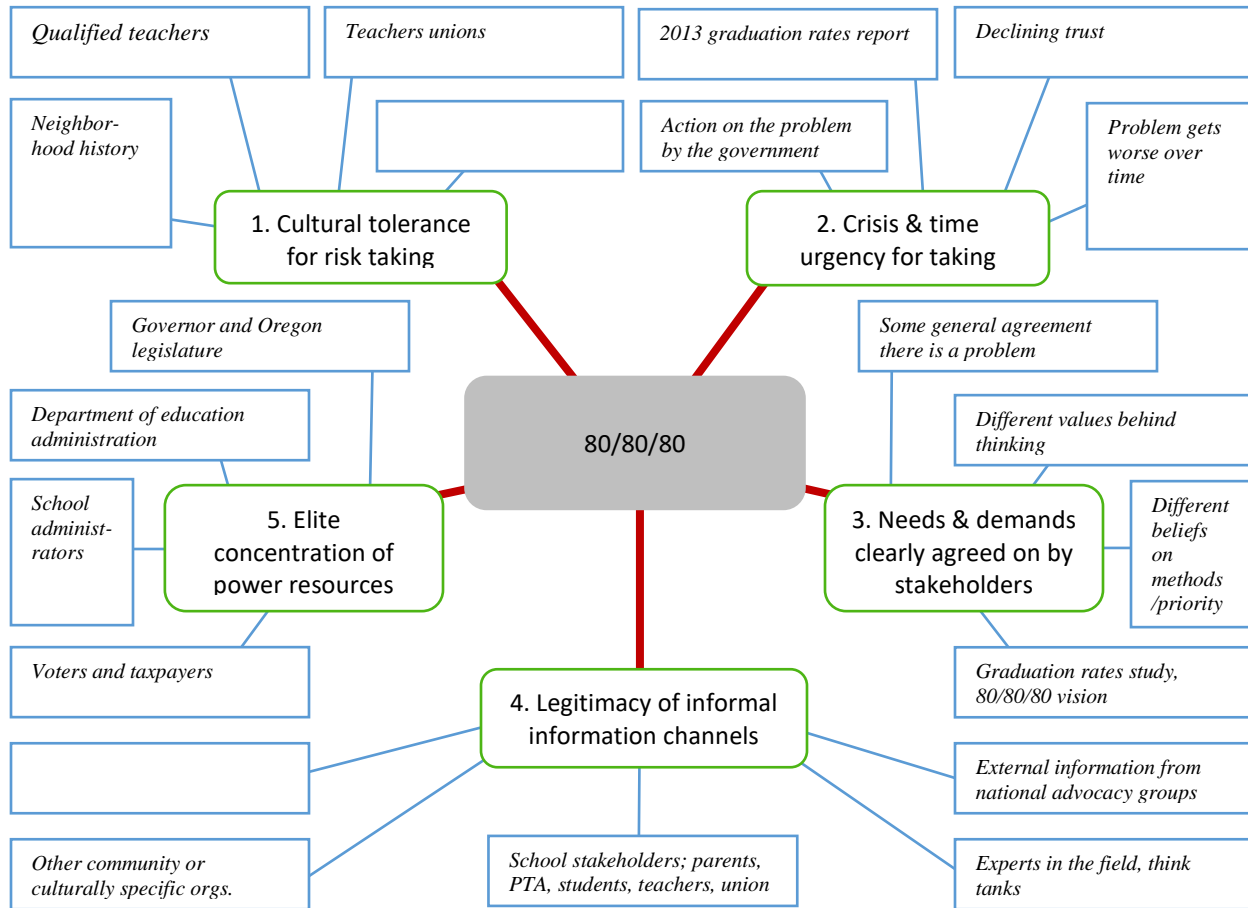 Qualified teachers
Teachers unions
2013 graduation rates report
Declining trust
Neighbor-
hood history
Action on the problem
by the government
Problem gets
worse over
time
1. Cultural tolerance
for risk taking
2. Crisis & time
urgency for taking
Governor and Oregon
legislature
Some general agreement
there is a problem
Department of education
administration
80/80/80
Different values behind
thinking
School
administ-
rators
5. Elite
concentration of
power resources
3. Needs & demands
clearly agreed on by
stakeholders
Different
beliefs
on
methods
/priority
Voters and taxpayers
Graduation rates study,
80/80/80 vision
4. Legitimacy of informal
information channels
External information from
national advocacy groups
Other community or
culturally specific orgs.
School stakeholders; parents,
PTA, students, teachers, union
Experts in the field, think
tanks